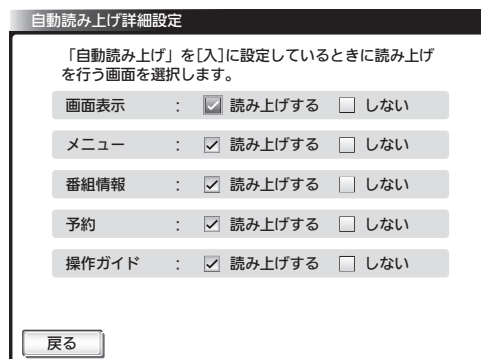 自動読み上げ詳細設定
「自動読み上げ」を[入]に設定しているときに読み上げ
を行う画面を選択します。
画面表示 : 読み上げする しない
メニュー : 読み上げする しない
番組情報 : 読み上げする しない
予約 : 読み上げする しない
操作ガイド : 読み上げする しない
戻る